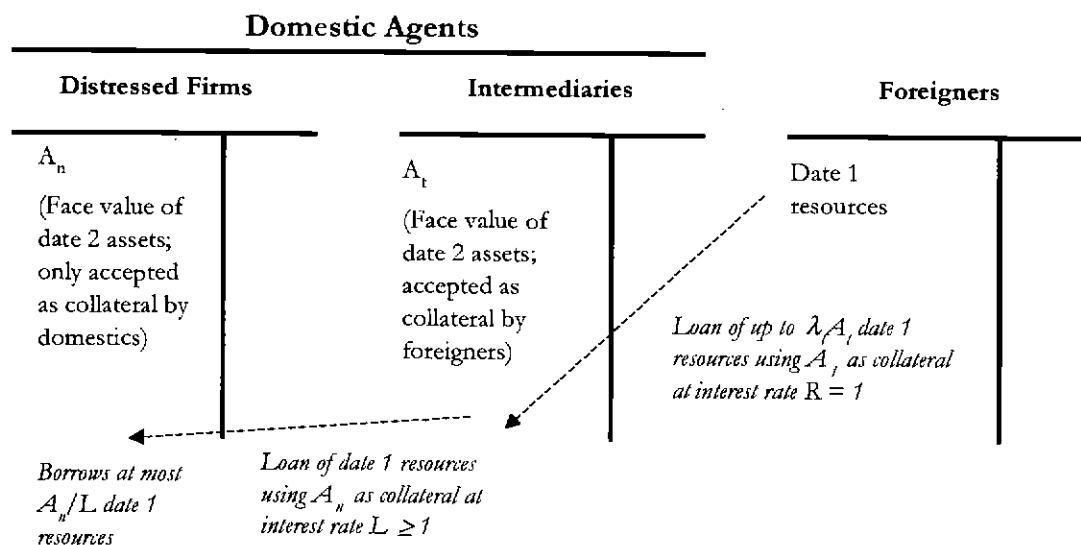 Domestic Agents
Distressed Firms
Intermediaries
Foreigners
A_n
(Face value of
date 2 assets;
only accepted
as collateral by
domestics)
A_t
(Face value of
date 2 assets;
accepted as
collateral by
foreigners)
Date 1
resources
Loan of up to λ_tA_t date 1
resources using A_t as collateral
at interest rate R = 1
Borrows at most
A_n/L date 1
resources
Loan of date 1 resources
using A_n as collateral at
interest rate L ≥ 1